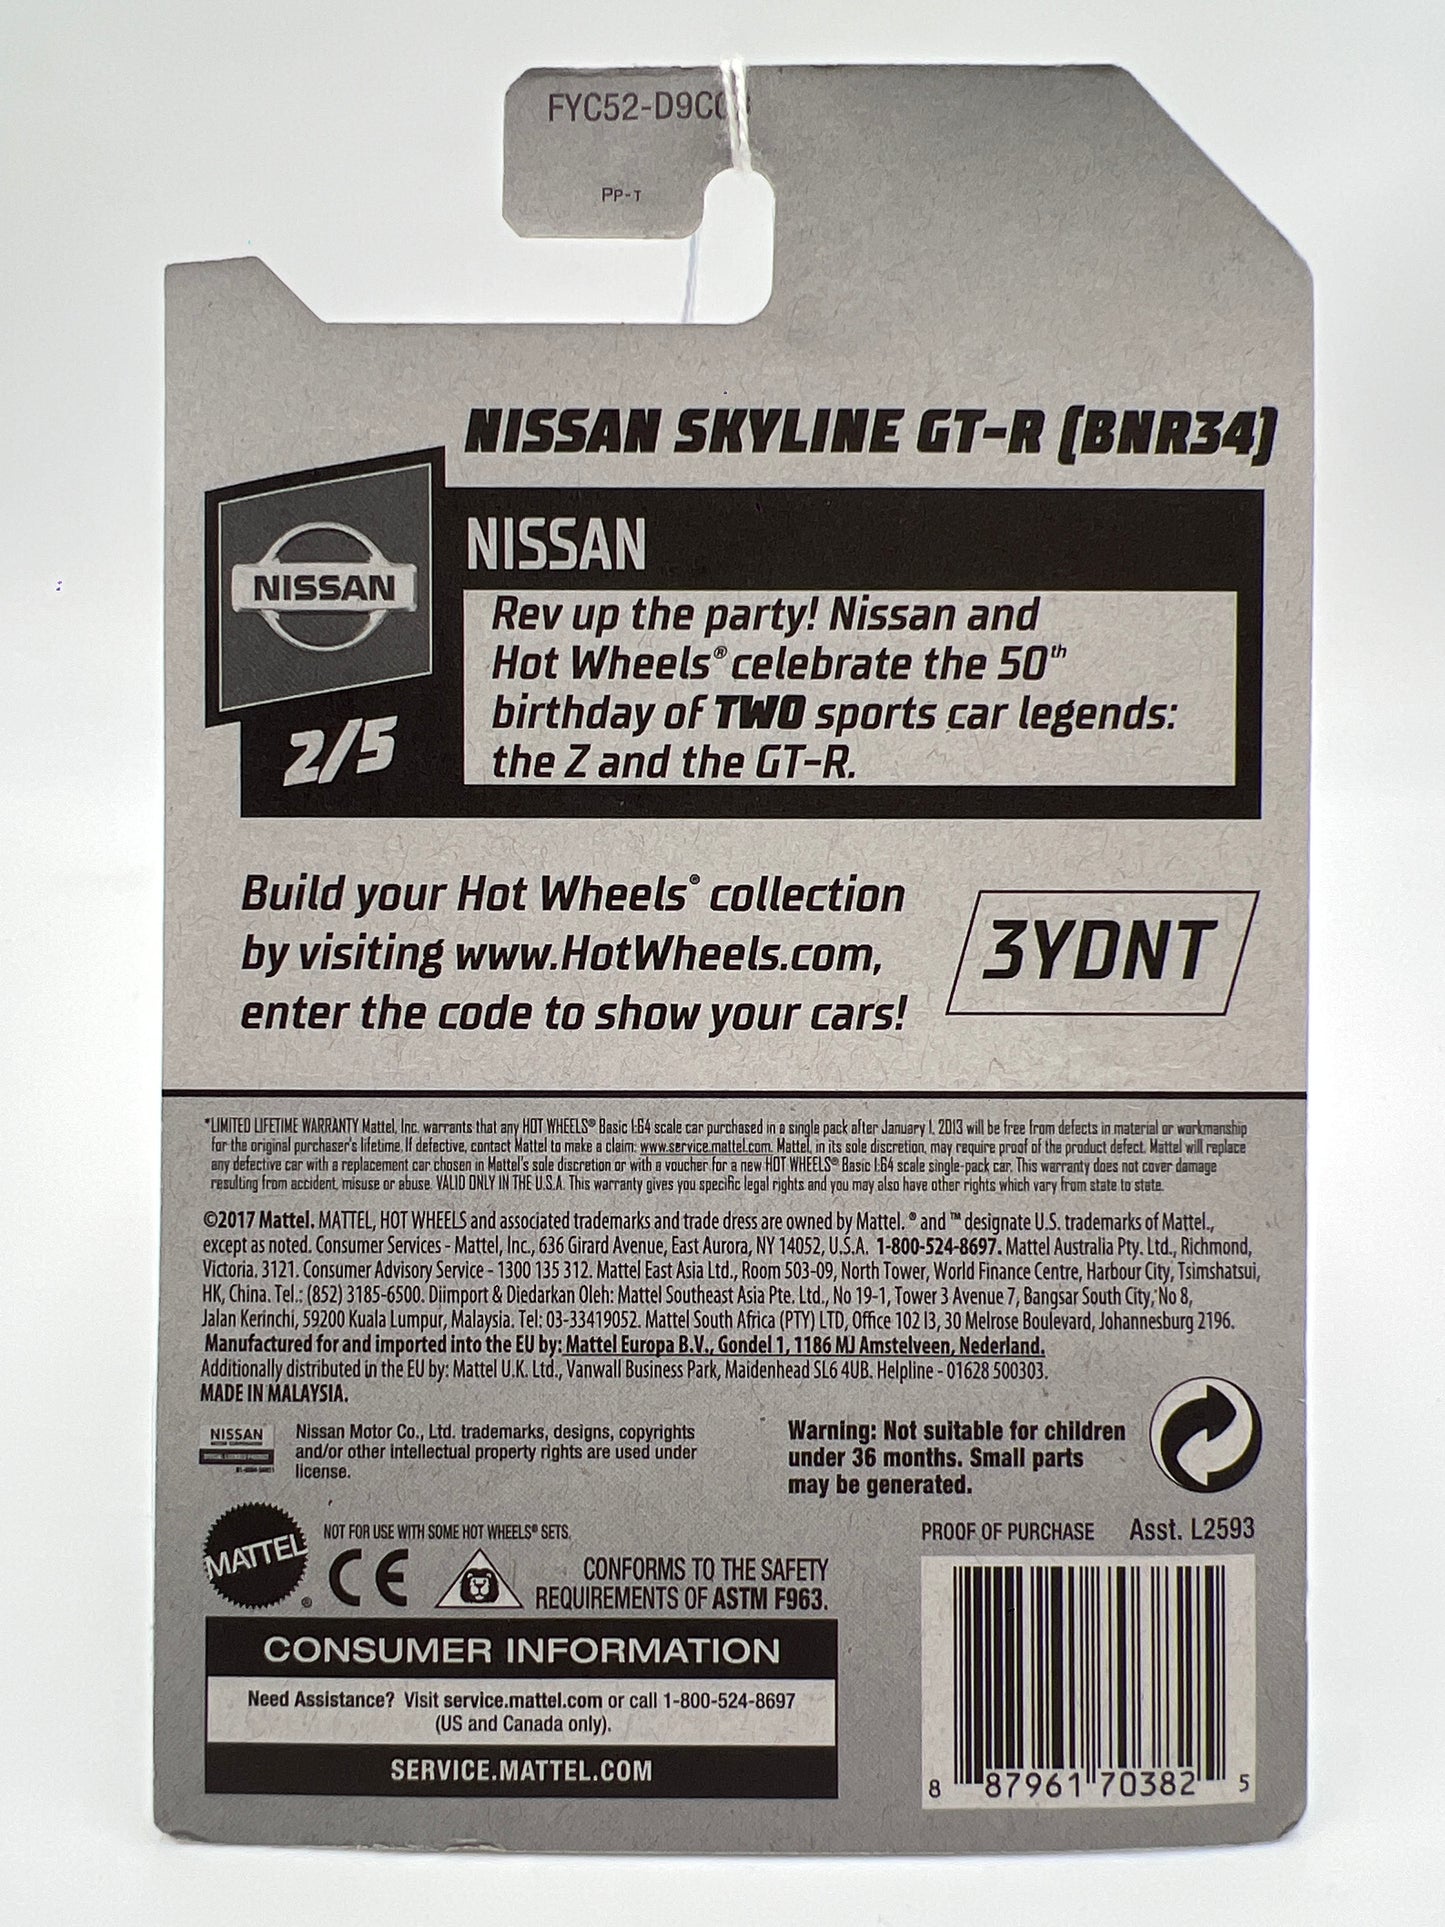 FYC52-D9C
PP-T
NISSAN SKYLINE GT-R (BNR34)
NISSAN
NISSAN
Rev up the party! Nissan and
Hot Wheels® celebrate the 50th
birthday of TWO sports car legends:
the Z and the GT-R.
2/5
Build your Hot Wheels® collection
by visiting www.HotWheels.com,
enter the code to show your cars!
3YDNT
*LIMITED LIFETIME WARRANTY Mattel, Inc. warrants that any HOT WHEELS® Basic 1:64 scale car purchased in a single pack after January 1, 2013 will be free from defects in material or workmanship
for the original purchaser's lifetime. If defective, contact Mattel to make a claim: www.service.mattel.com. Mattel, in its sole discretion, may require proof of the product defect. Mattel will replace
any defective car with a replacement car chosen in Mattel's sole discretion or with a voucher for a new HOT WHEELS® Basic 1:64 scale single-pack car. This warranty does not cover damage
resulting from accident, misuse or abuse. VALID ONLY IN THE U.S.A. This warranty gives you specific legal rights and you may also have other rights which vary from state to state.
©2017 Mattel. MATTEL, HOT WHEELS and associated trademarks and trade dress are owned by Mattel. ® and ™ designate U.S. trademarks of Mattel.,
except as noted. Consumer Services - Mattel, Inc., 636 Girard Avenue, East Aurora, NY 14052, U.S.A. 1-800-524-8697. Mattel Australia Pty. Ltd., Richmond,
Victoria. 3121. Consumer Advisory Service - 1300 135 312. Mattel East Asia Ltd., Room 503-09, North Tower, World Finance Centre, Harbour City, Tsimshatsui,
HK, China. Tel.: (852) 3185-6500. Diimport & Diedarkan Oleh: Mattel Southeast Asia Pte. Ltd., No 19-1, Tower 3 Avenue 7, Bangsar South City, No 8,
Jalan Kerinchi, 59200 Kuala Lumpur, Malaysia. Tel: 03-33419052. Mattel South Africa (PTY) LTD, Office 102 I3, 30 Melrose Boulevard, Johannesburg 2196.
Manufactured for and imported into the EU by: Mattel Europa B.V., Gondel 1, 1186 MJ Amstelveen, Nederland.
Additionally distributed in the EU by: Mattel U.K. Ltd., Vanwall Business Park, Maidenhead SL6 4UB. Helpline - 01628 500303.
MADE IN MALAYSIA.
NISSAN
Nissan Motor Co., Ltd. trademarks, designs, copyrights
and/or other intellectual property rights are used under
license.
Warning: Not suitable for children
under 36 months. Small parts
may be generated.
MATTEL®
NOT FOR USE WITH SOME HOT WHEELS® SETS.
CE
CONFORMS TO THE SAFETY
REQUIREMENTS OF ASTM F963.
PROOF OF PURCHASE Asst. L2593
CONSUMER INFORMATION
Need Assistance? Visit service.mattel.com or call 1-800-524-8697
(US and Canada only).
SERVICE.MATTEL.COM
8 87961 70382 5